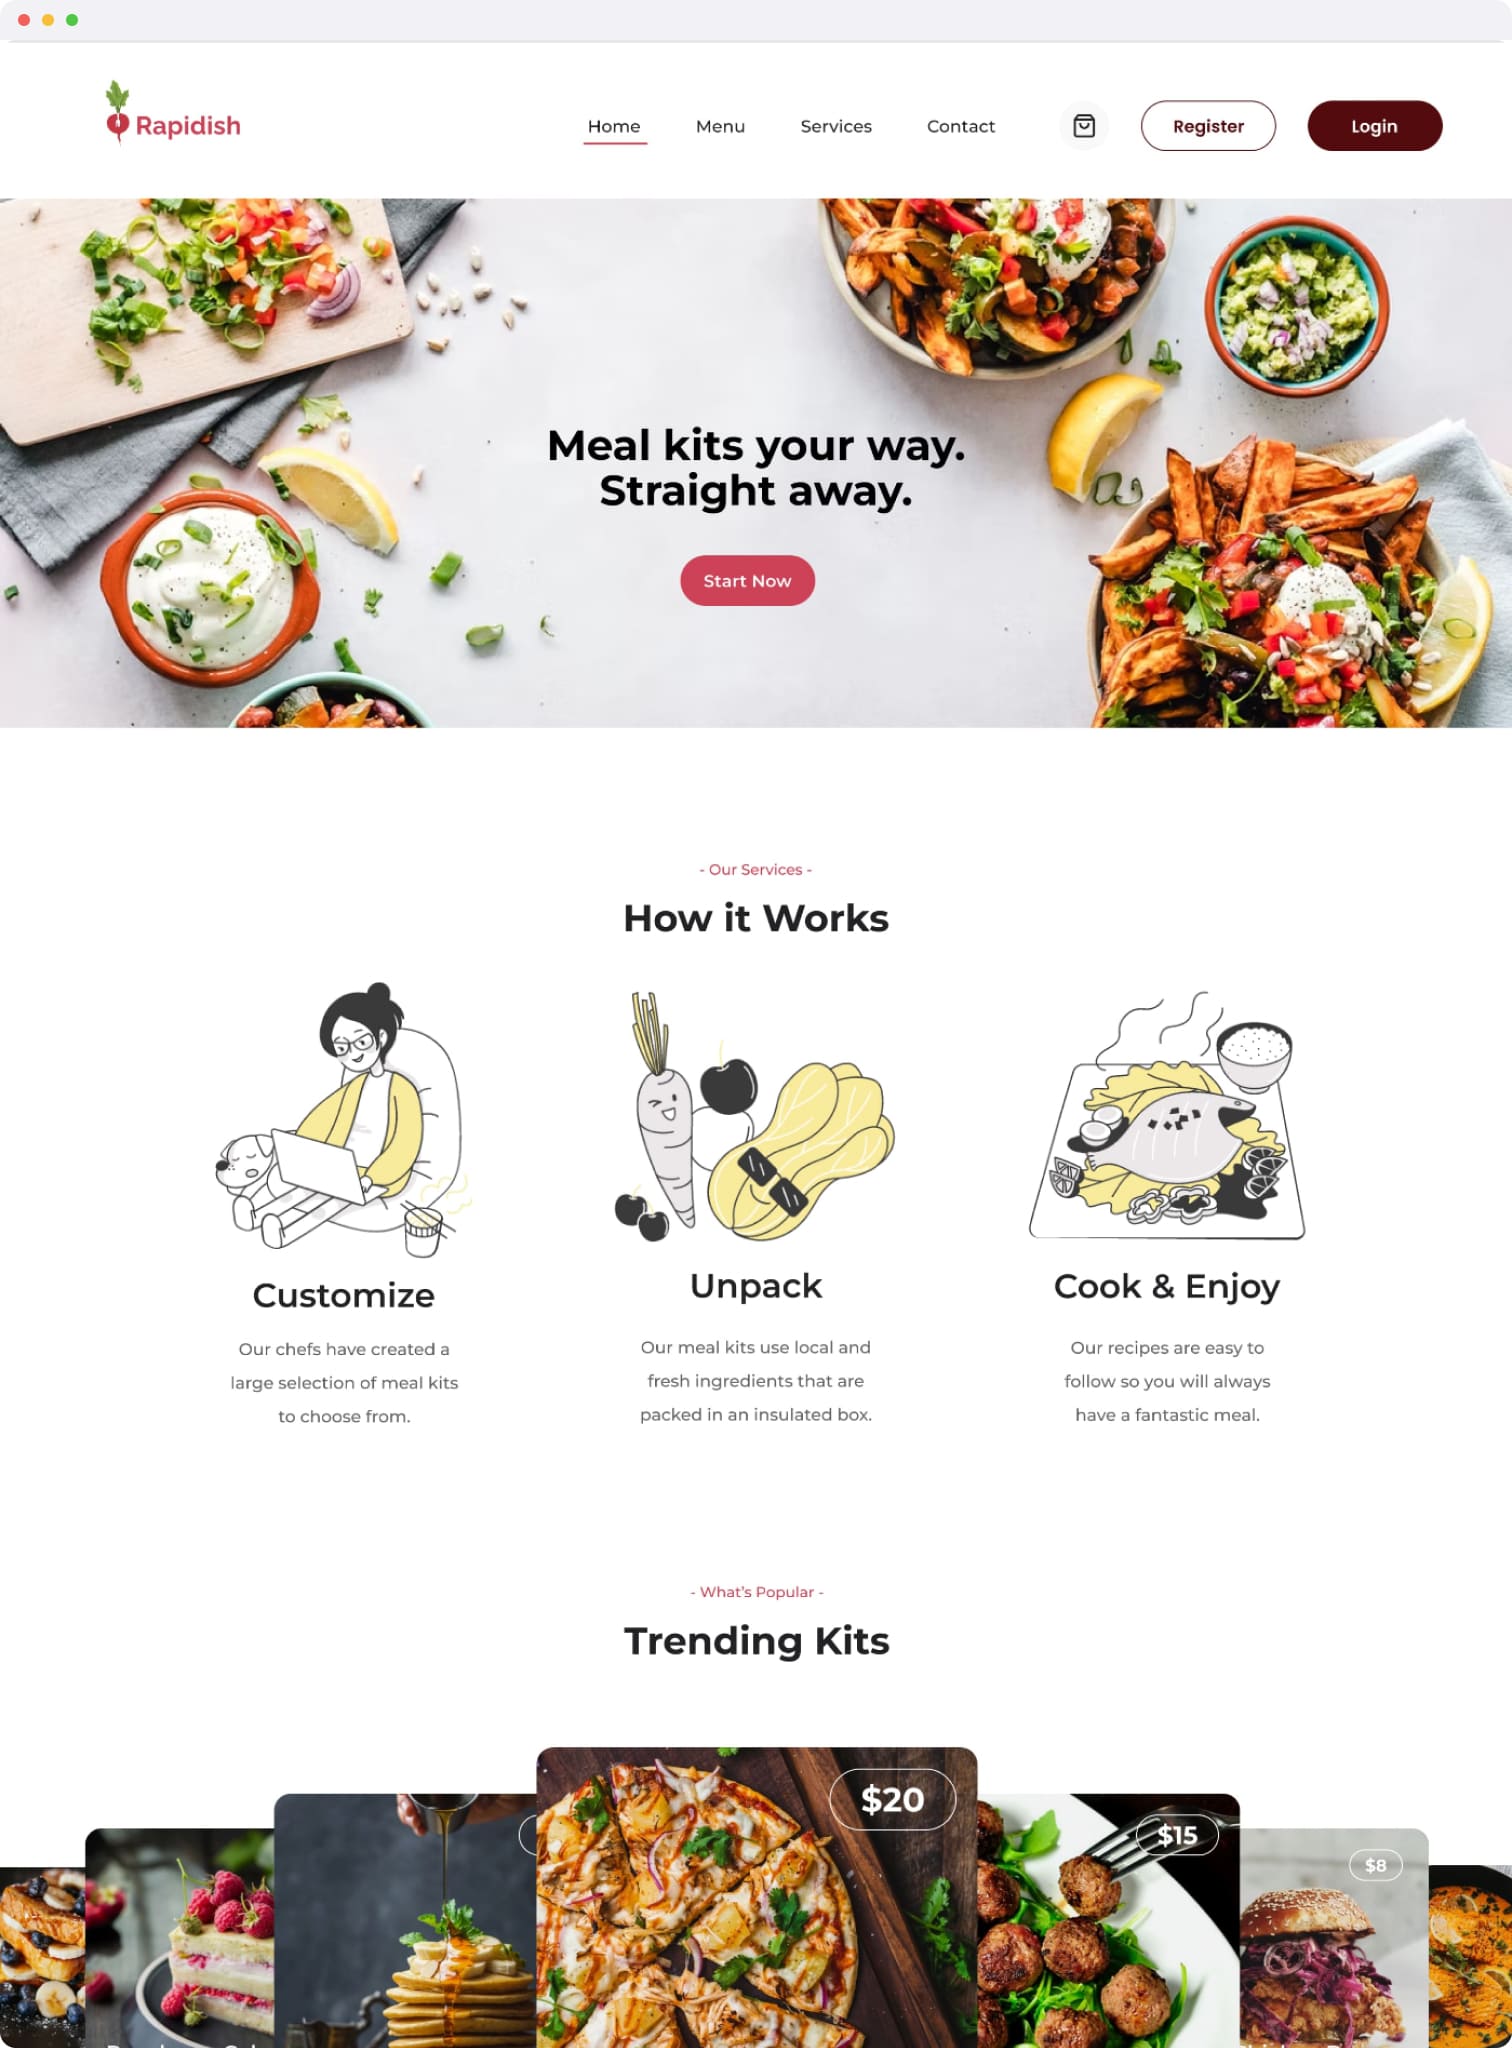 Rapidish
Home
Menu
Services
Contact
Register
Login
Meal kits your way.
Straight away.
Start Now
- Our Services -
How it Works
Customize
Our chefs have created a
large selection of meal kits
to choose from.
Unpack
Our meal kits use local and
fresh ingredients that are
packed in an insulated box.
Cook & Enjoy
Our recipes are easy to
follow so you will always
have a fantastic meal.
- What's Popular -
Trending Kits
$20
$15
$8